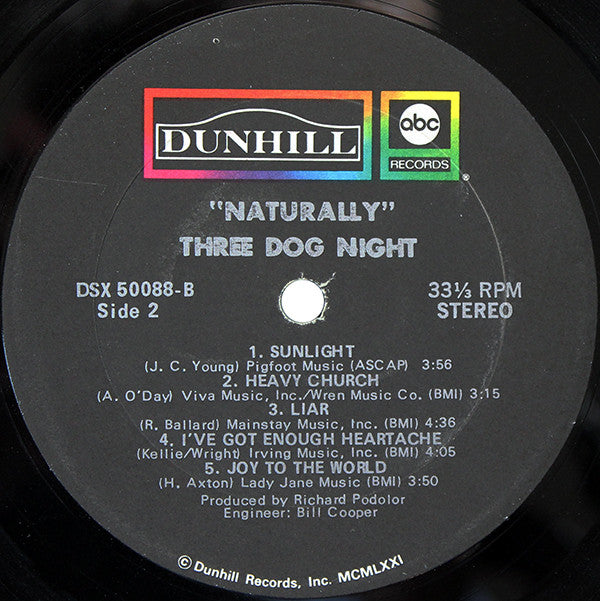 DUNHILL
abc
RECORDS
®
"NATURALLY"
THREE DOG NIGHT
DSX 50088-B
Side 2
33⅓ RPM
STEREO
1. SUNLIGHT
(J. C. Young) Pigfoot Music (ASCAP) 3:56
2. HEAVY CHURCH
(A. O'Day) Viva Music, Inc./Wren Music Co. (BMI) 3:15
3. LIAR
(R. Ballard) Mainstay Music, Inc. (BMI) 4:36
4. I'VE GOT ENOUGH HEARTACHE
(Kellie/Wright) Irving Music, Inc. (BMI) 4:05
5. JOY TO THE WORLD
(H. Axton) Lady Jane Music (BMI) 3:50
Produced by Richard Podolor
Engineer: Bill Cooper
©Dunhill Records, Inc. MCMLXXI